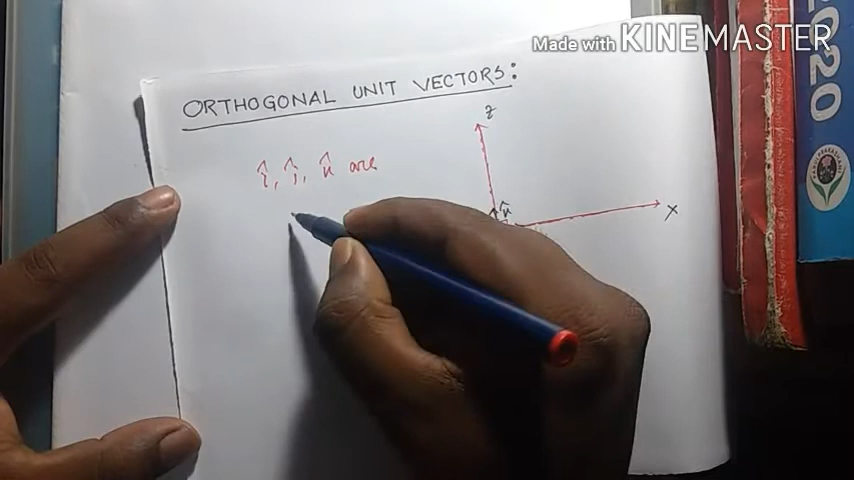 Made with KINEMASTER
ORTHOGONAL UNIT VECTORS:
z
î, ĵ, k̂ are
k̂
X
2020